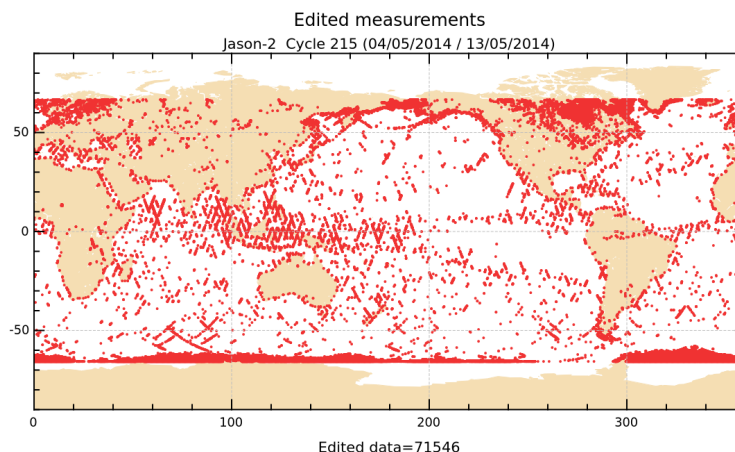 Edited measurements
Jason-2 Cycle 215 (04/05/2014 / 13/05/2014)
50
0
-50
0 100 200 300
Edited data=71546